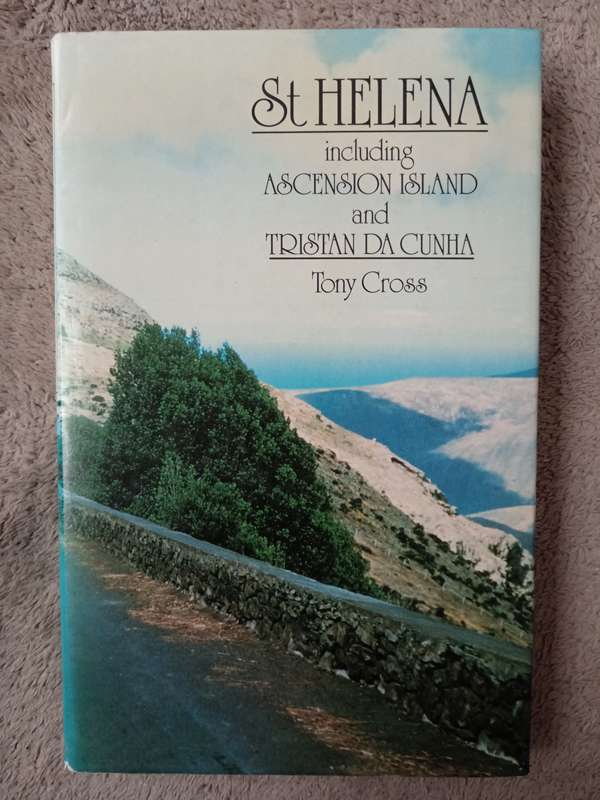 St HELENA
including
ASCENSION ISLAND
and
TRISTAN DA CUNHA
Tony Cross